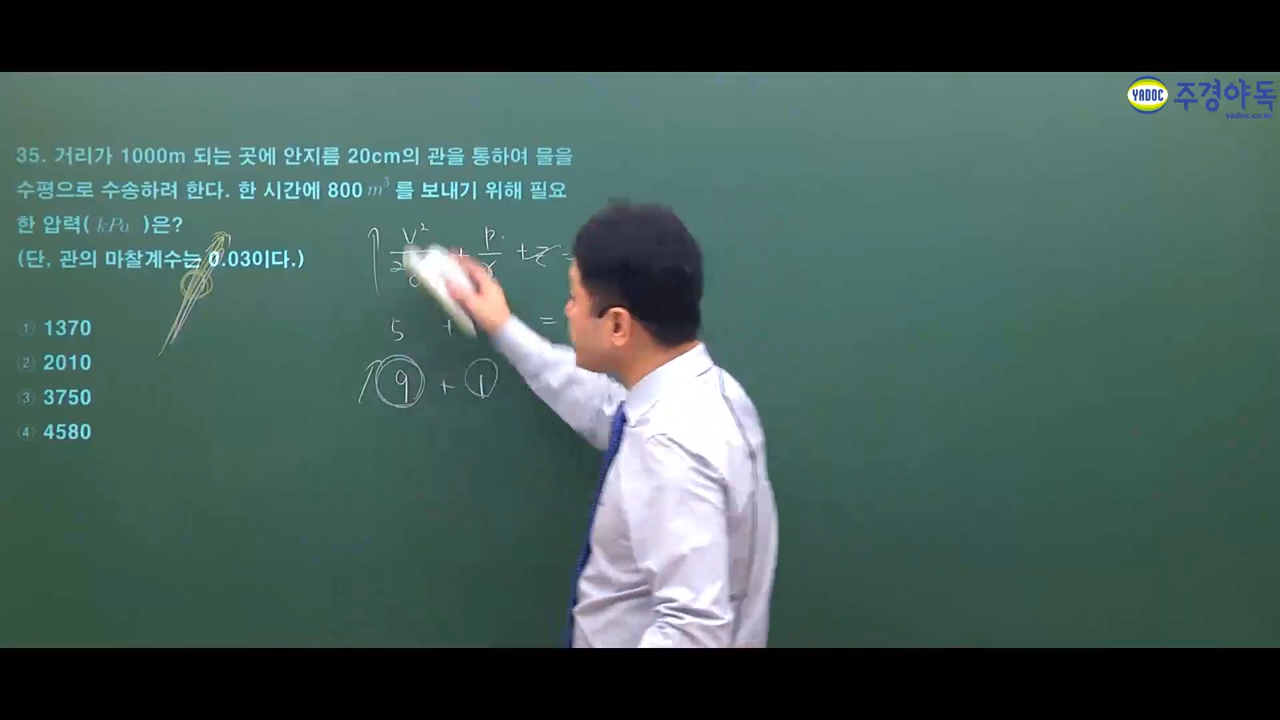 YADOC 주경야독
yadoc.co.kr
35. 거리가 1000m 되는 곳에 안지름 20cm의 관을 통하여 물을
수평으로 수송하려 한다. 한 시간에 800 m³ 를 보내기 위해 필요
한 압력( kPa )은?
(단, 관의 마찰계수는 0.03이다.)
① 1370
② 2010
③ 3750
④ 4580
V²
+ P/γ + z =
5 + =
↑ 9 + 1